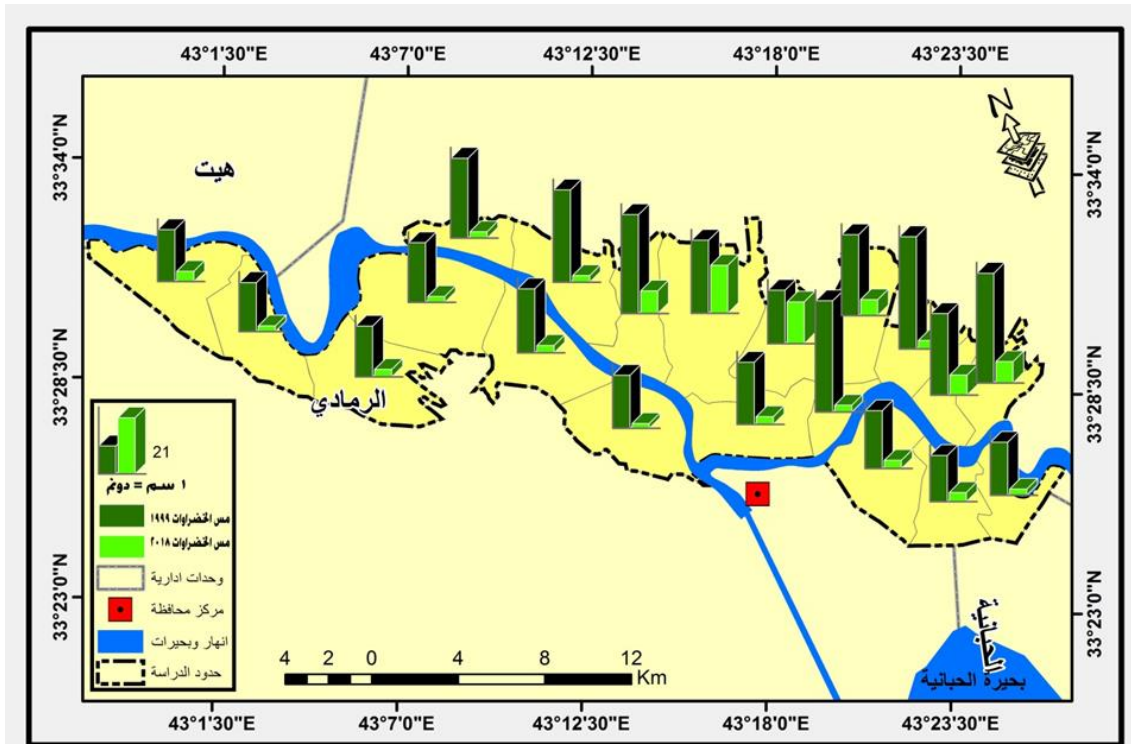 43°1'30"E 43°7'0"E 43°12'30"E 43°18'0"E 43°23'30"E
33°34'0"N
33°34'0"N
N
هيت
33°28'30"N
33°28'30"N
الرمادي
21
١ سم = دونم
مس الخضراوات ١٩٩٩
مس الخضراوات ٢٠١٨
وحدات ادارية
مركز محافظة
انهار وبحيرات
حدود الدراسة
33°23'0"N
33°23'0"N
الحبانية
بحيرة الحبانية
4 2 0 4 8 12
Km
43°1'30"E 43°7'0"E 43°12'30"E 43°18'0"E 43°23'30"E